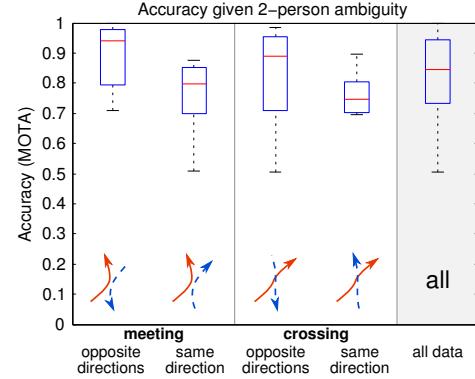 Accuracy given 2−person ambiguity
Accuracy (MOTA)
1
0.9
0.8
0.7
0.6
0.5
0.4
0.3
0.2
0.1
0
all
meeting
crossing
opposite directions
same direction
opposite directions
same direction
all data